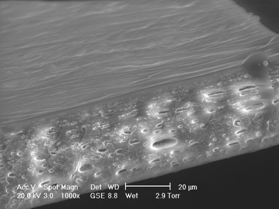 Acc.V Spot Magn Det WD 20 µm
20.0 kV 3.0 1000x GSE 8.8 Wet 2.9 Torr